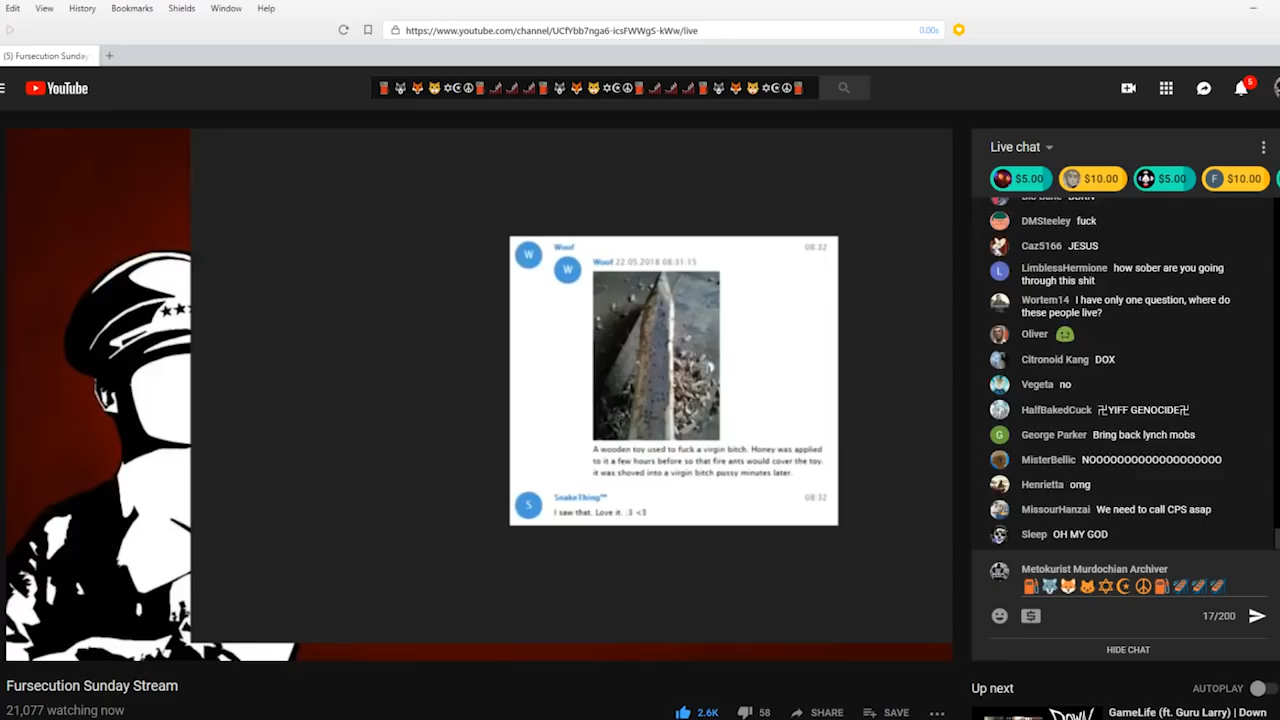 Edit View History Bookmarks Shields Window Help
https://www.youtube.com/channel/UCfYbb7nga6-icsFWWgS-kWw/live 0.00s
(5) Fursecution Sunday
YouTube
5
Live chat
$5.00 $10.00 $5.00 $10.00
DMSteeley fuck
Caz5166 JESUS
L LimblessHermione how sober are you going
through this shit
Wortem14 I have only one question, where do
these people live?
Oliver
Citronoid Kang DOX
Vegeta no
HalfBakedCuck 卍YIFF GENOCIDE卍
G George Parker Bring back lynch mobs
MisterBellic NOOOOOOOOOOOOO
Henrietta omg
MiaourHanzai We need to call CPS asap
Sleep OH MY GOD
Metokurist Murdochian Archiver
17/200
HIDE CHAT
W Woof 08:32
W Woof 22.05.2018 08:31:15
A wooden toy used to fuck a virgin bitch. Honey was applied
to it a few hours before so that fire ants would cover the toy.
it was shoved into a virgin bitch pussy minutes later.
S SnakeThing™ 08:32
I saw that. Love it. :3 <3
Fursecution Sunday Stream
21,077 watching now
2.6K 58 SHARE SAVE
Up next AUTOPLAY
GameLife (ft. Guru Larry) | Down